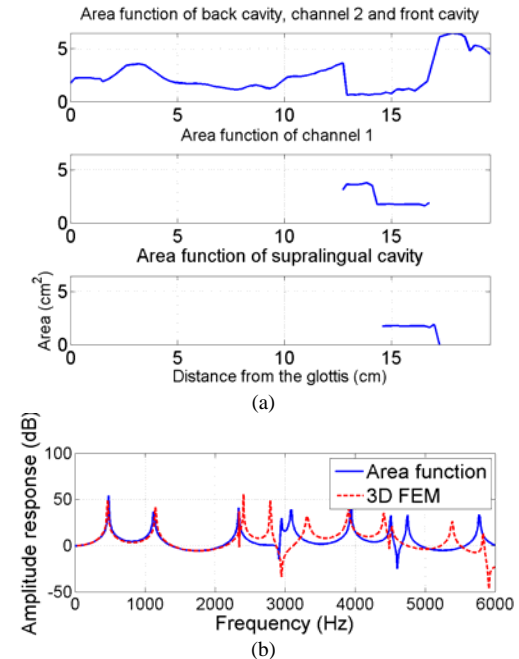 Area function of back cavity, channel 2 and front cavity
5
0
0 5 10 15
Area function of channel 1
5
0
0 5 10 15
Area function of supralingual cavity
Area (cm²)
5
0
0 5 10 15
Distance from the glottis (cm)
(a)
Amplitude response (dB)
100
50
0
-50
Area function
3D FEM
0 1000 2000 3000 4000 5000 6000
Frequency (Hz)
(b)